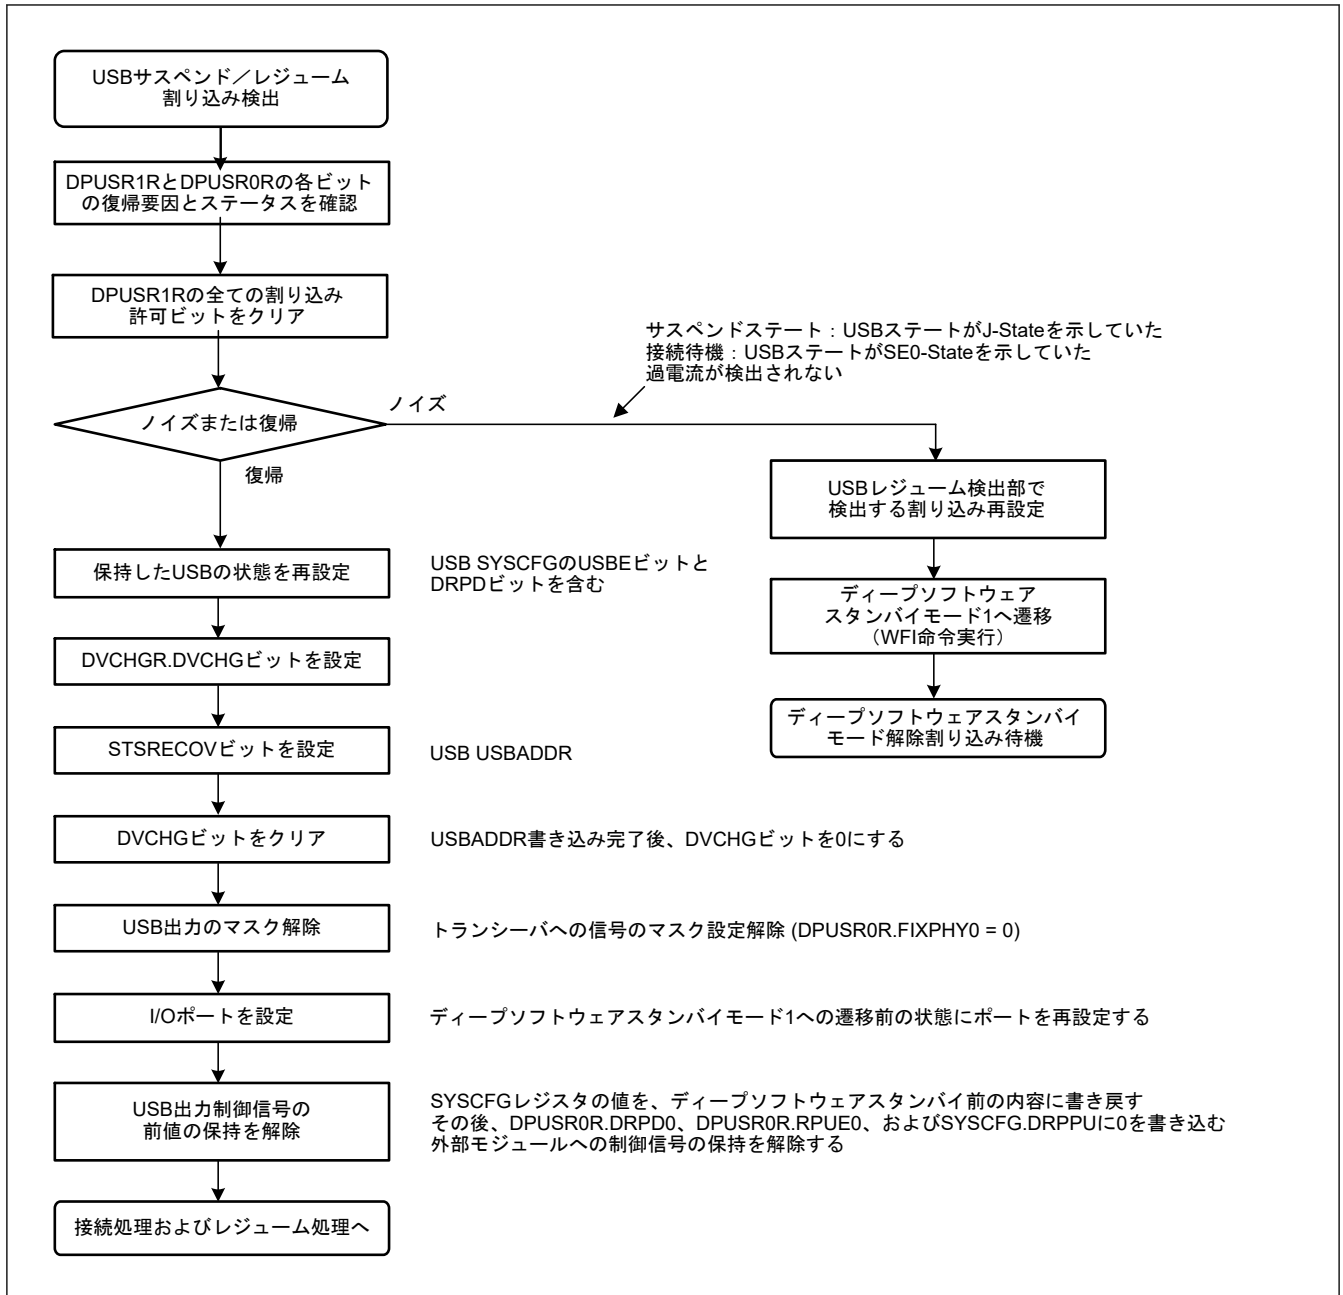 USBサスペンド／レジューム
割り込み検出
DPUSR1RとDPUSR0Rの各ビット
の復帰要因とステータスを確認
DPUSR1Rの全ての割り込み
許可ビットをクリア
サスペンドステート：USBステートがJ-Stateを示していた
接続待機：USBステートがSE0-Stateを示していた
過電流が検出されない
ノイズまたは復帰
ノイズ
復帰
USBレジューム検出部で
検出する割り込み再設定
ディープソフトウェア
スタンバイモード1へ遷移
（WFI命令実行）
ディープソフトウェアスタンバイ
モード解除割り込み待機
保持したUSBの状態を再設定
USB SYSCFGのUSBEビットと
DRPDビットを含む
DVCHGR.DVCHGビットを設定
STSRECOVビットを設定
USB USBADDR
DVCHGビットをクリア
USBADDR書き込み完了後、DVCHGビットを0にする
USB出力のマスク解除
トランシーバへの信号のマスク設定解除 (DPUSR0R.FIXPHY0 = 0)
I/Oポートを設定
ディープソフトウェアスタンバイモード1への遷移前の状態にポートを再設定する
USB出力制御信号の
前値の保持を解除
SYSCFGレジスタの値を、ディープソフトウェアスタンバイ前の内容に書き戻す
その後、DPUSR0R.DRPD0、DPUSR0R.RPUE0、およびSYSCFG.DRPPUに0を書き込む
外部モジュールへの制御信号の保持を解除する
接続処理およびレジューム処理へ